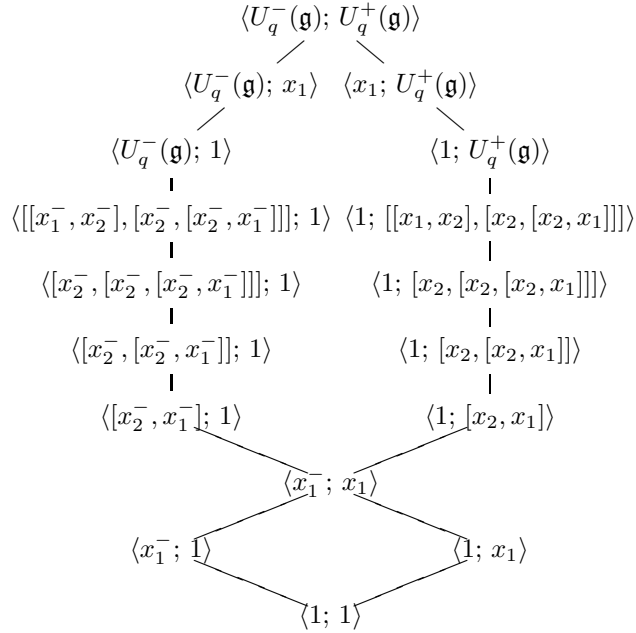 ⟨U_q^-(𝔤); U_q^+(𝔤)⟩
⟨U_q^-(𝔤); x_1⟩ ⟨x_1; U_q^+(𝔤)⟩
⟨U_q^-(𝔤); 1⟩ ⟨1; U_q^+(𝔤)⟩
⟨[[x_1^-, x_2^-], [x_2^-, [x_2^-, x_1^-]]]; 1⟩ ⟨1; [[x_1, x_2], [x_2, [x_2, x_1]]]⟩
⟨[x_2^-, [x_2^-, [x_2^-, x_1^-]]]; 1⟩ ⟨1; [x_2, [x_2, [x_2, x_1]]]⟩
⟨[x_2^-, [x_2^-, x_1^-]]; 1⟩ ⟨1; [x_2, [x_2, x_1]]⟩
⟨[x_2^-, x_1^-]; 1⟩ ⟨1; [x_2, x_1]⟩
⟨x_1^-; x_1⟩
⟨x_1^-; 1⟩ ⟨1; x_1⟩
⟨1; 1⟩